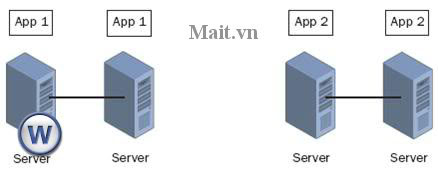 App 1
App 1
Mait.vn
App 2
App 2
W
Server
Server
Server
Server